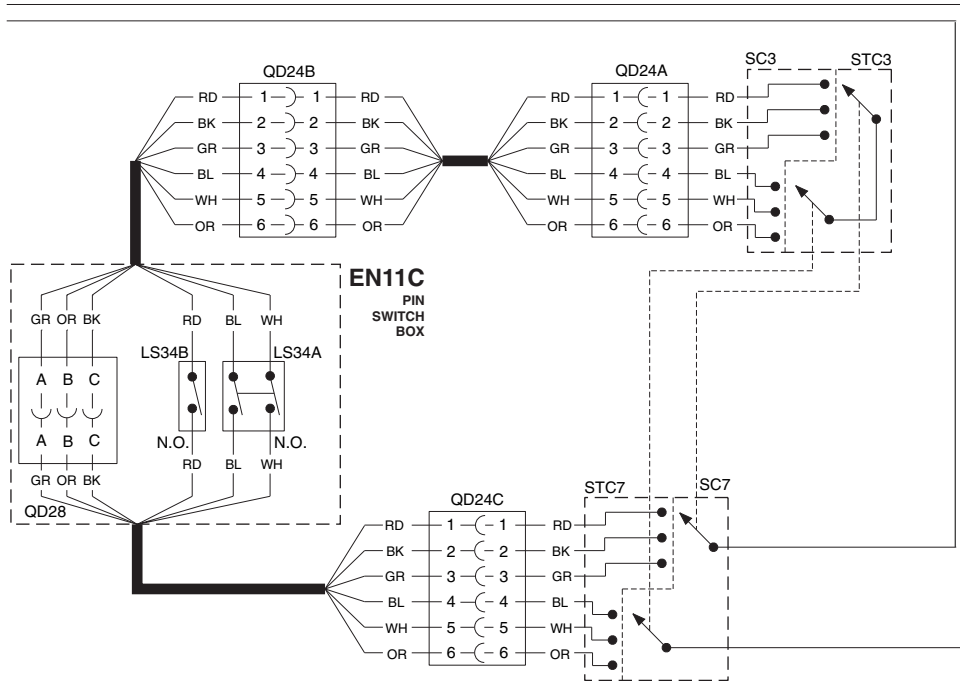 SC3 STC3
QD24B QD24A
RD 1 1 RD RD 1 1 RD
BK 2 2 BK BK 2 2 BK
GR 3 3 GR GR 3 3 GR
BL 4 4 BL BL 4 4 BL
WH 5 5 WH WH 5 5 WH
OR 6 6 OR OR 6 6 OR
EN11C
PIN
SWITCH
BOX
GR OR BK RD BL WH
LS34B LS34A
A B C
A B C
N.O. N.O.
RD BL WH
GR OR BK
QD28
STC7 SC7
QD24C
RD 1 1 RD
BK 2 2 BK
GR 3 3 GR
BL 4 4 BL
WH 5 5 WH
OR 6 6 OR